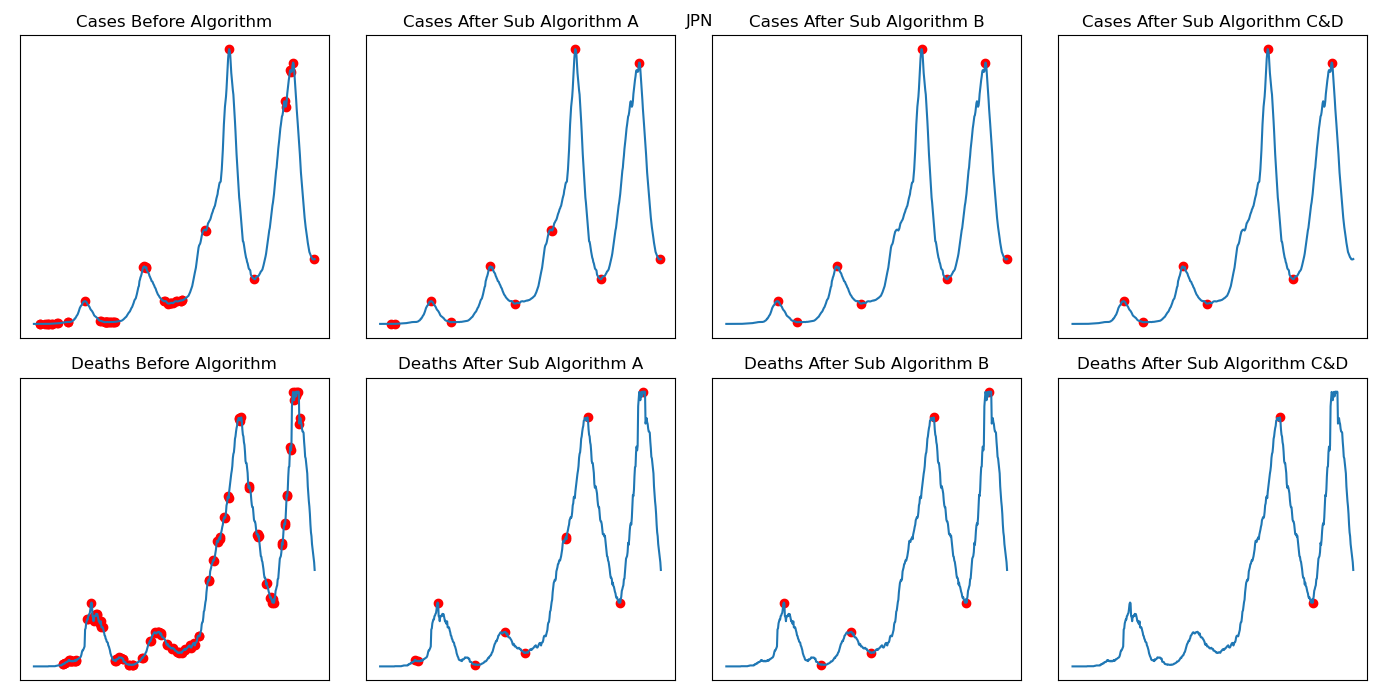 JPN
Cases Before Algorithm
Cases After Sub Algorithm A
Cases After Sub Algorithm B
Cases After Sub Algorithm C&D
Deaths Before Algorithm
Deaths After Sub Algorithm A
Deaths After Sub Algorithm B
Deaths After Sub Algorithm C&D